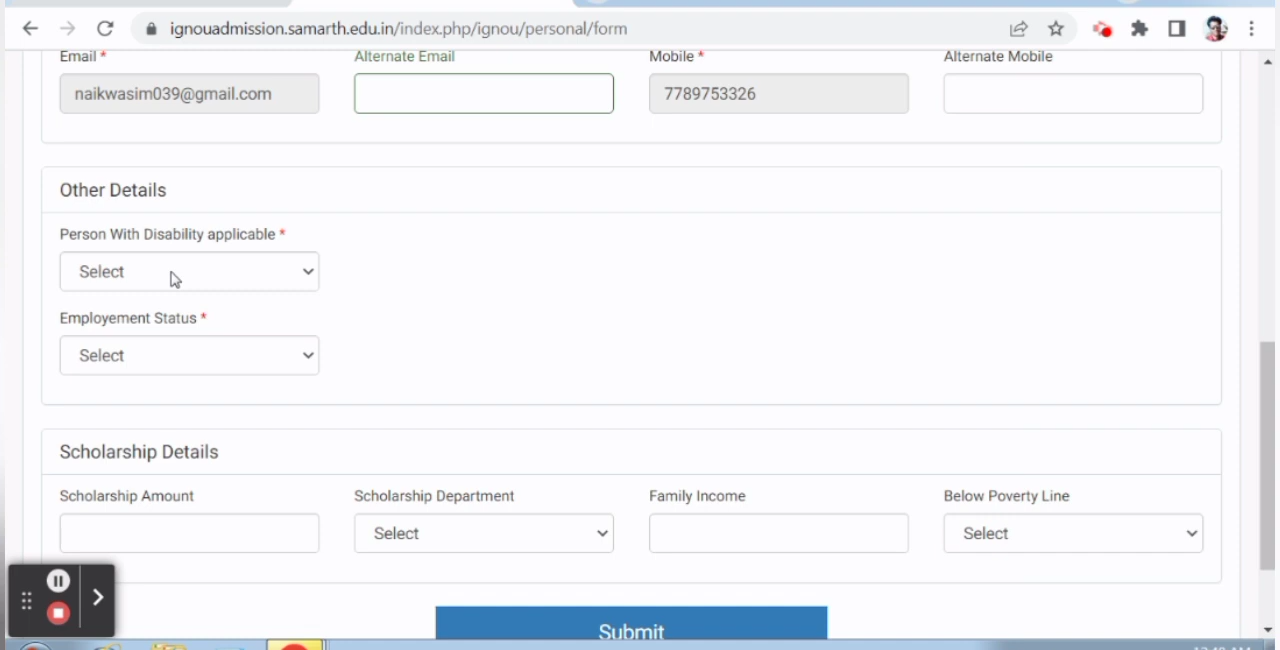 ignouadmission.samarth.edu.in/index.php/ignou/personal/form
Email * Alternate Email Mobile * Alternate Mobile
naikwasim039@gmail.com 7789753326
Other Details
Person With Disability applicable *
Select
Employement Status *
Select
Scholarship Details
Scholarship Amount Scholarship Department Family Income Below Poverty Line
Select Select
Submit